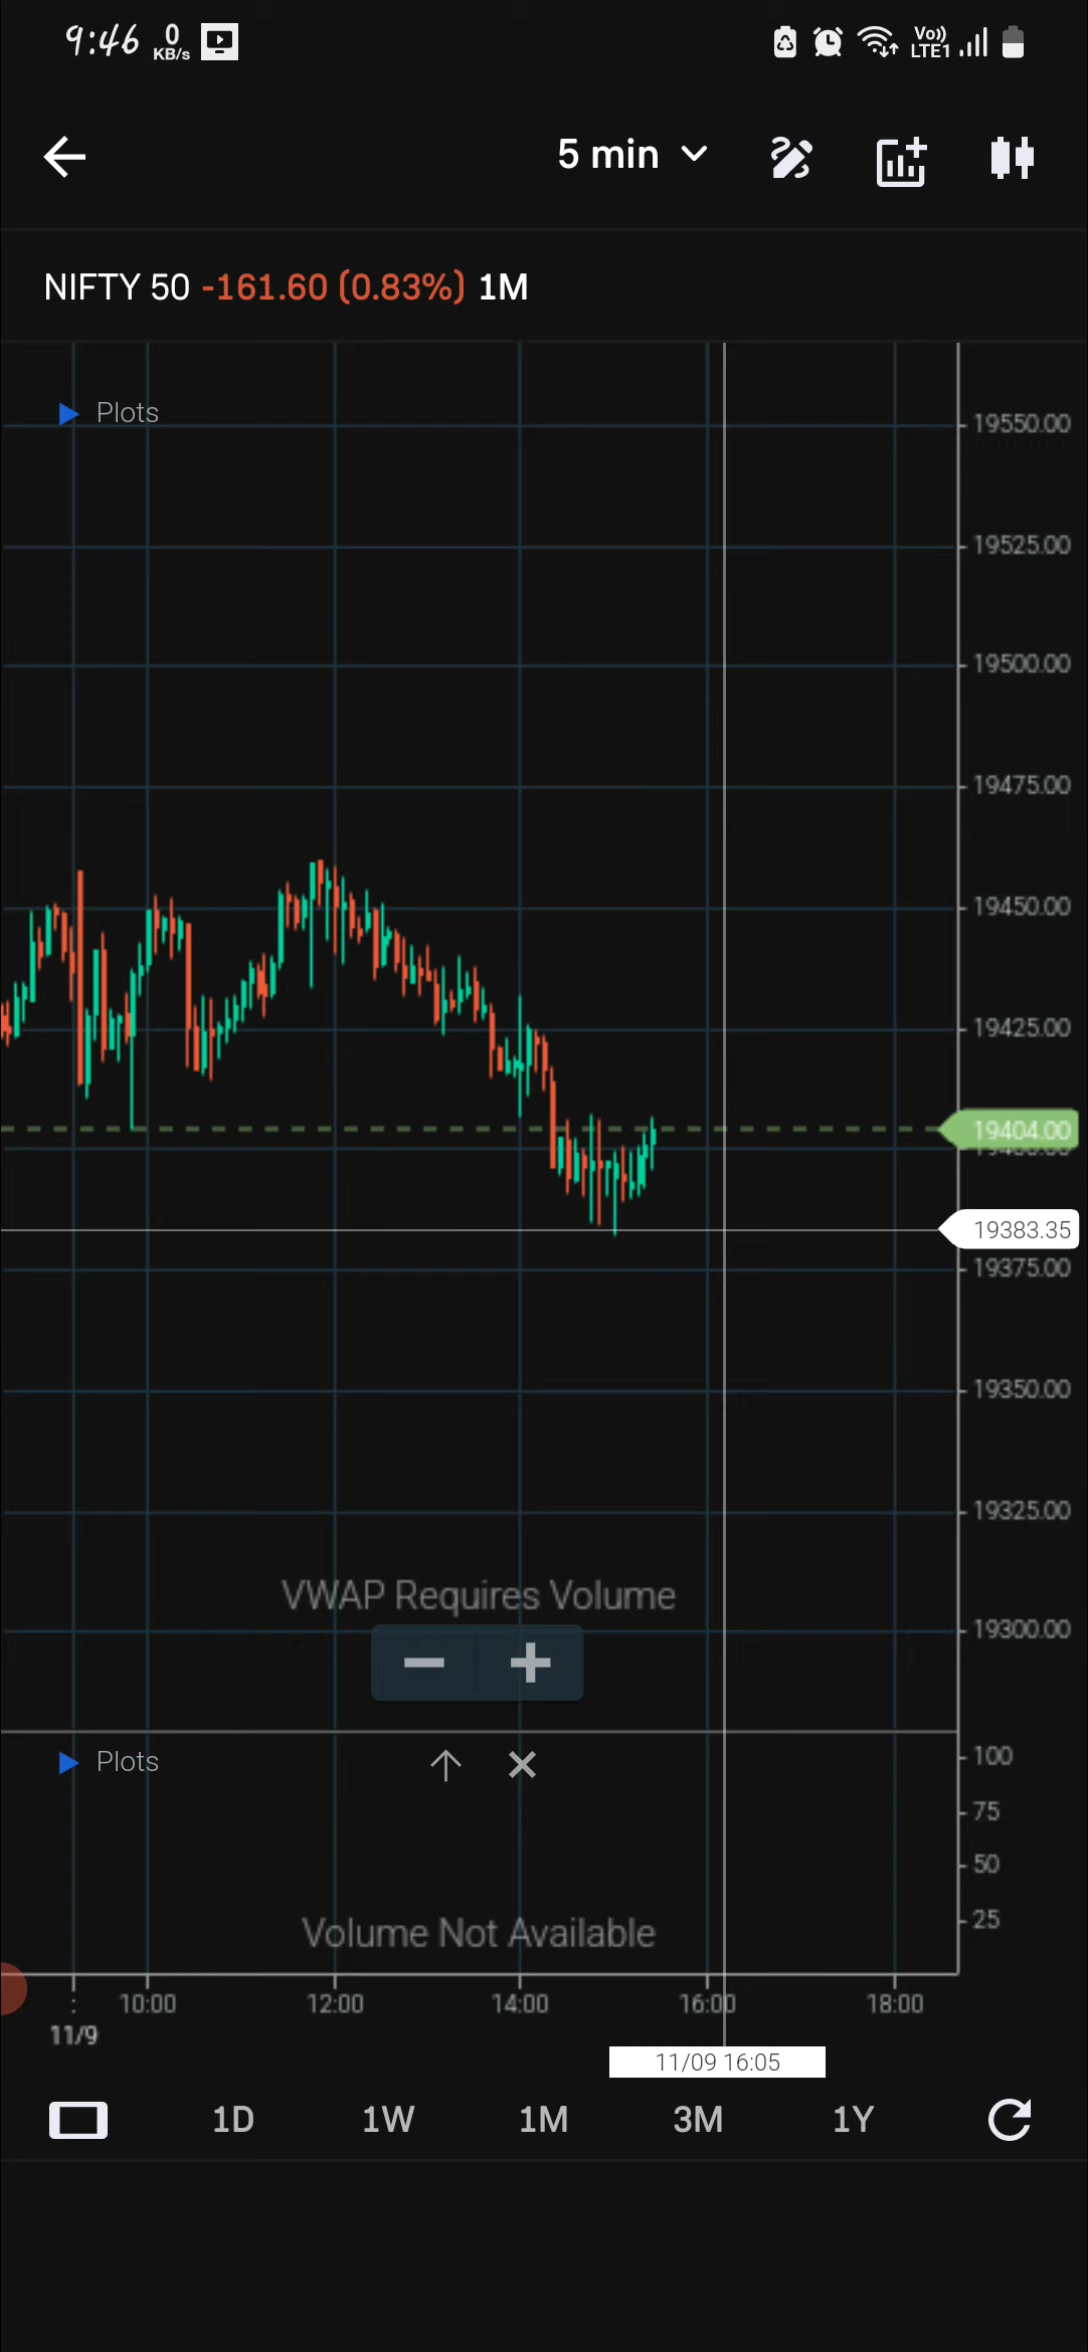 9:46 0 KB/s Vo)) LTE1
5 min
NIFTY 50 -161.60 (0.83%) 1M
Plots
19550.00
19525.00
19500.00
19475.00
19450.00
19425.00
19404.00
19383.35
19375.00
19350.00
19325.00
VWAP Requires Volume
19300.00
− +
Plots
100
75
50
25
Volume Not Available
: 10:00 12:00 14:00 16:00 18:00
11/9
11/09 16:05
1D 1W 1M 3M 1Y